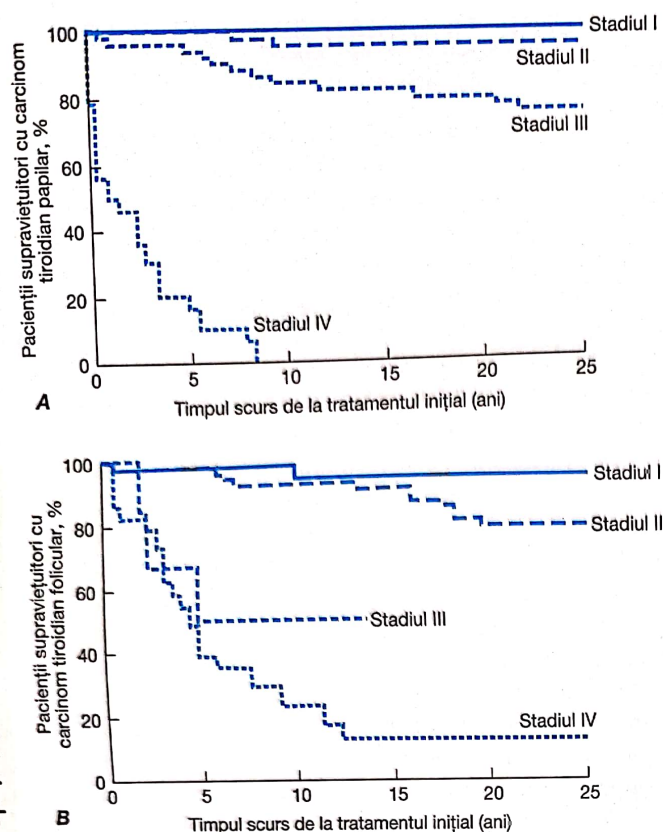 Pacienții supraviețuitori cu carcinom
tiroidian papilar, %
100
80
60
40
20
0
Stadiul I
Stadiul II
Stadiul III
Stadiul IV
0 5 10 15 20 25
A
Timpul scurs de la tratamentul inițial (ani)
Pacienții supraviețuitori cu
carcinom tiroidian folicular, %
100
80
60
40
20
0
Stadiul I
Stadiul II
Stadiul III
Stadiul IV
0 5 10 15 20 25
B
Timpul scurs de la tratamentul inițial (ani)